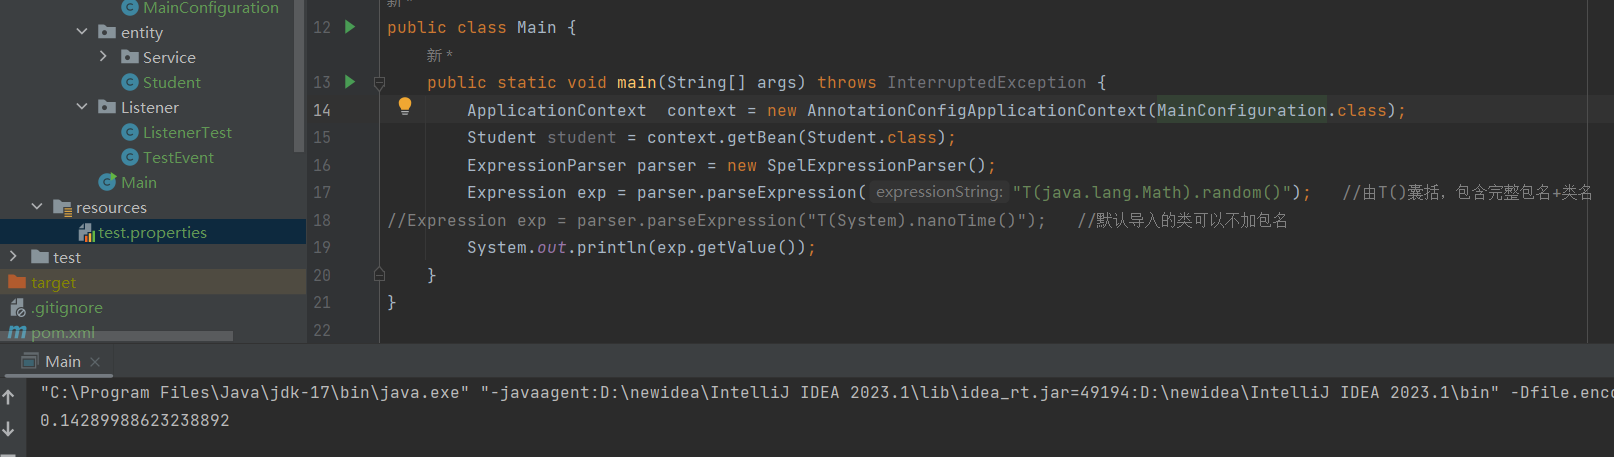 MainConfiguration
entity
Service
Student
Listener
ListenerTest
TestEvent
Main
resources
test.properties
test
target
.gitignore
pom.xml
新 *
12 public class Main {
新 *
13 public static void main(String[] args) throws InterruptedException {
14 ApplicationContext  context = new AnnotationConfigApplicationContext(MainConfiguration.class);
15 Student student = context.getBean(Student.class);
16 ExpressionParser parser = new SpelExpressionParser();
17 Expression exp = parser.parseExpression( expressionString: "T(java.lang.Math).random()");   //由T()囊括，包含完整包名+类名
18 //Expression exp = parser.parseExpression("T(System).nanoTime()");   //默认导入的类可以不加包名
19 System.out.println(exp.getValue());
20 }
21 }
22
Main
"C:\Program Files\Java\jdk-17\bin\java.exe" "-javaagent:D:\newidea\IntelliJ IDEA 2023.1\lib\idea_rt.jar=49194:D:\newidea\IntelliJ IDEA 2023.1\bin" -Dfile.enco
0.14289988623238892